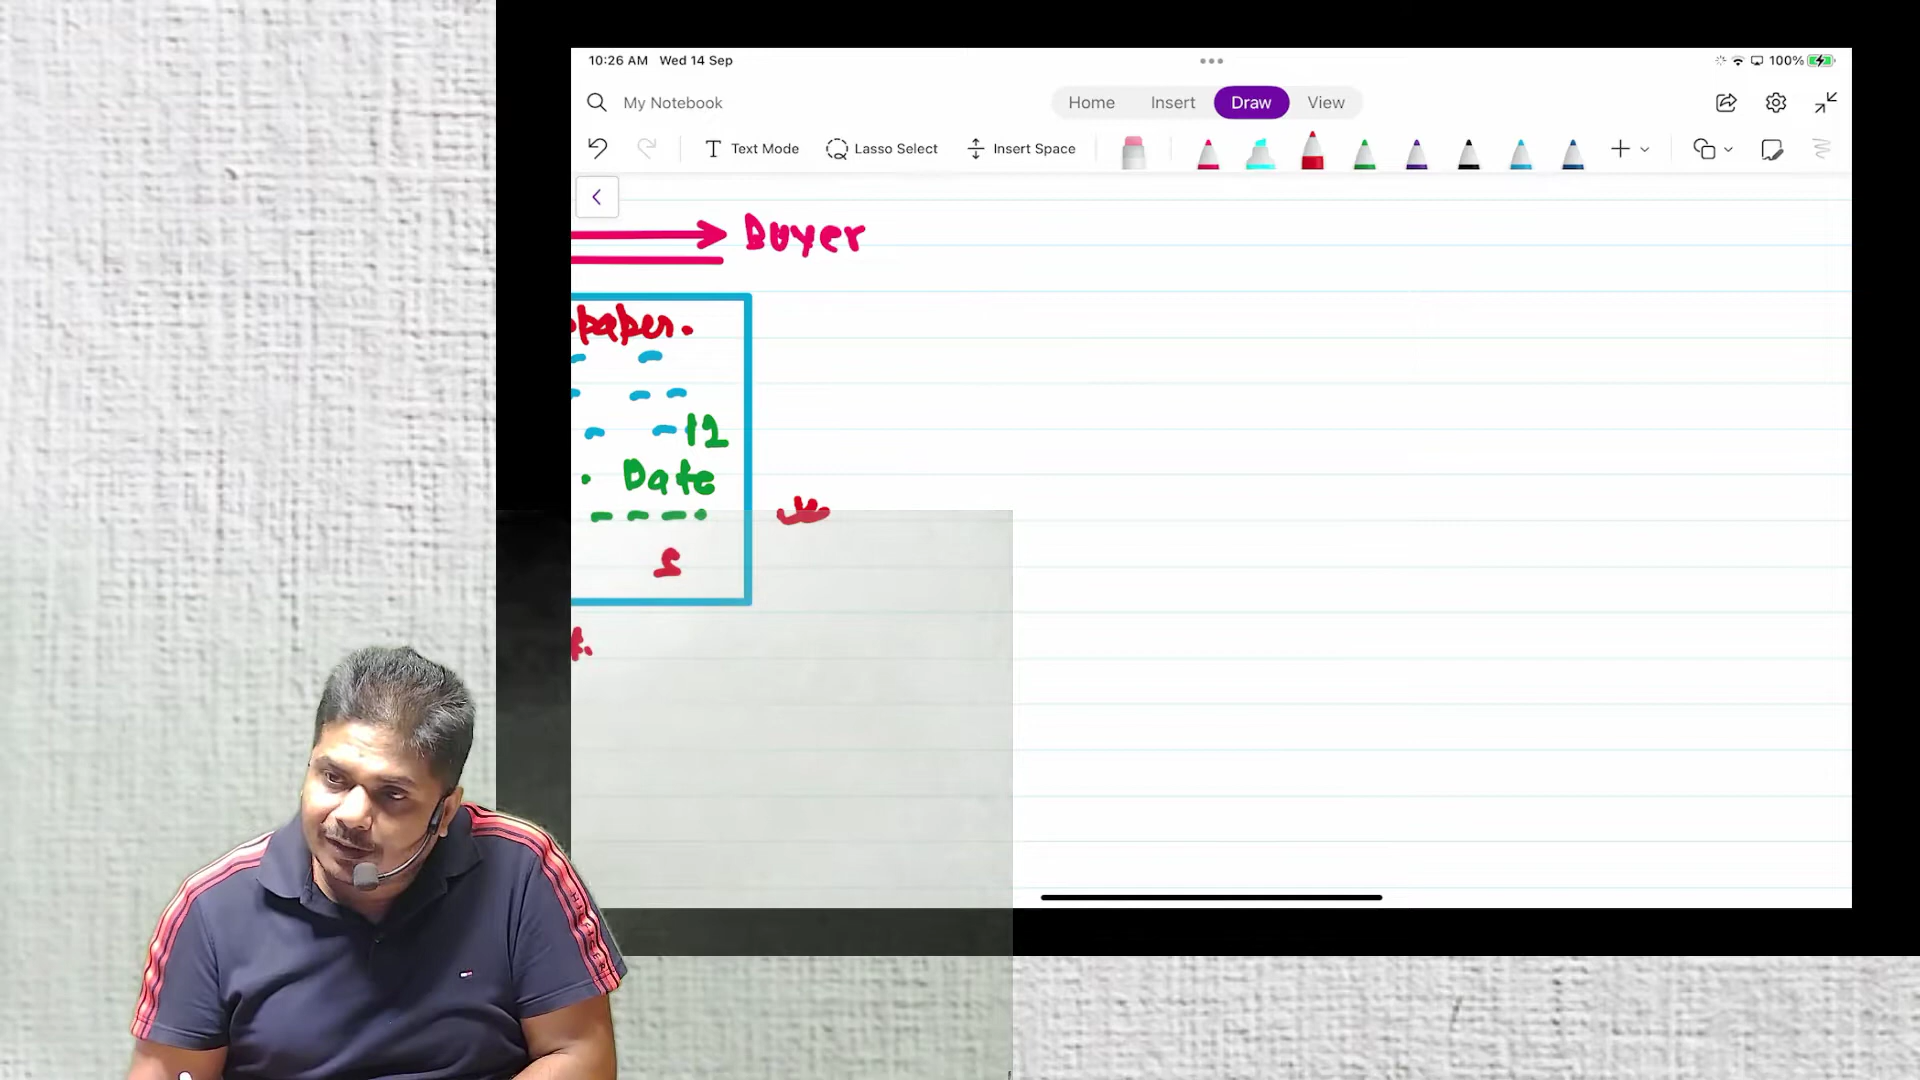 10:26 AM Wed 14 Sep
100%
My Notebook
Home Insert Draw View
Text Mode Lasso Select Insert Space
Buyer
paper.
12
. Date
s
t.
HILFIGER